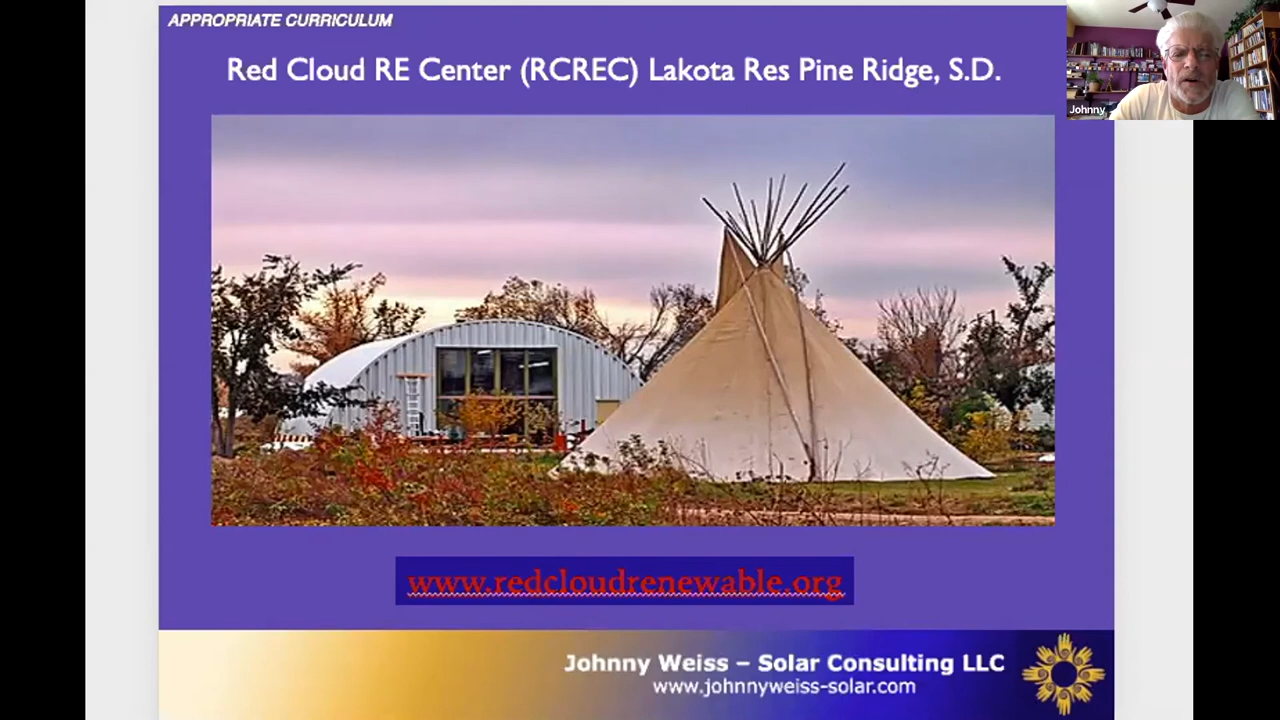 APPROPRIATE CURRICULUM
Red Cloud RE Center (RCREC) Lakota Res Pine Ridge, S.D.
Johnny
www.redcloudrenewable.org
Johnny Weiss – Solar Consulting LLC
www.johnnyweiss-solar.com